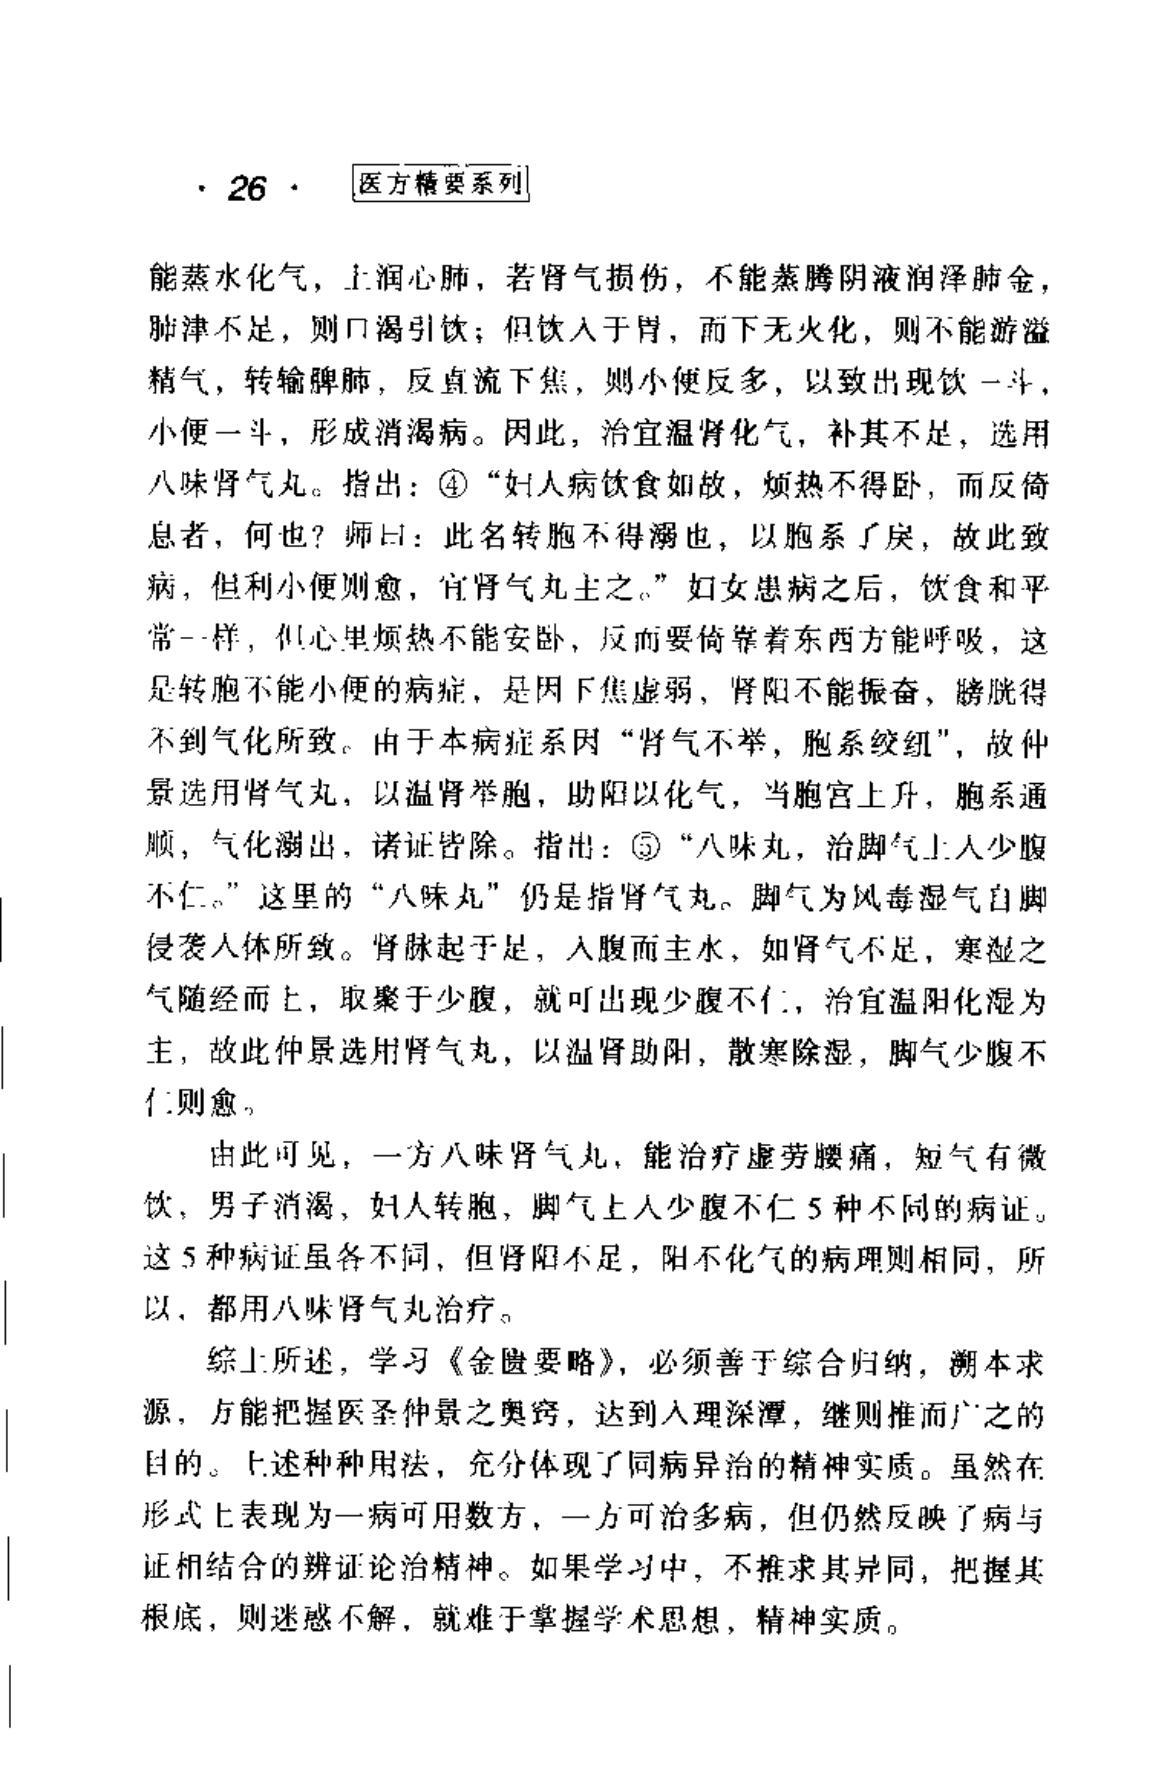 · 26 · 医方精要系列
能蒸水化气，上润心肺，若肾气损伤，不能蒸腾阴液润泽肺金，
肺津不足，则口渴引饮；但饮入于胃，而下无火化，则不能游溢
精气，转输脾肺，反直流下焦，则小便反多，以致出现饮一斗，
小便一斗，形成消渴病。因此，治宜温肾化气，补其不足，选用
八味肾气丸。指出：④“妇人病饮食如故，烦热不得卧，而反倚
息者，何也？师曰：此名转胞不得溺也，以胞系了戾，故此致
病，但利小便则愈，宜肾气丸主之。”妇女患病之后，饮食和平
常一样，但心里烦热不能安卧，反而要倚靠着东西方能呼吸，这
是转胞不能小便的病症，是因下焦虚弱，肾阳不能振奋，膀胱得
不到气化所致。由于本病症系因“肾气不举，胞系绞纽”，故仲
景选用肾气丸，以温肾举胞，助阳以化气，当胞宫上升，胞系通
顺，气化溺出，诸证皆除。指出：⑤“八味丸，治脚气上入少腹
不仁。”这里的“八味丸”仍是指肾气丸。脚气为风毒湿气自脚
侵袭人体所致。肾脉起于足，入腹而主水，如肾气不足，寒湿之
气随经而上，取聚于少腹，就可出现少腹不仁，治宜温阳化湿为
主，故此仲景选用肾气丸，以温肾助阳，散寒除湿，脚气少腹不
仁则愈。
由此可见，一方八味肾气丸，能治疗虚劳腰痛，短气有微
饮，男子消渴，妇人转胞，脚气上入少腹不仁 5 种不同的病证。
这 5 种病证虽各不同，但肾阳不足，阳不化气的病理则相同，所
以，都用八味肾气丸治疗。
综上所述，学习《金匮要略》，必须善于综合归纳，溯本求
源，方能把握医圣仲景之奥窍，达到入理深潭，继则推而广之的
目的。上述种种用法，充分体现了同病异治的精神实质。虽然在
形式上表现为一病可用数方，一方可治多病，但仍然反映了病与
证相结合的辨证论治精神。如果学习中，不推求其异同，把握其
根底，则迷惑不解，就难于掌握学术思想，精神实质。